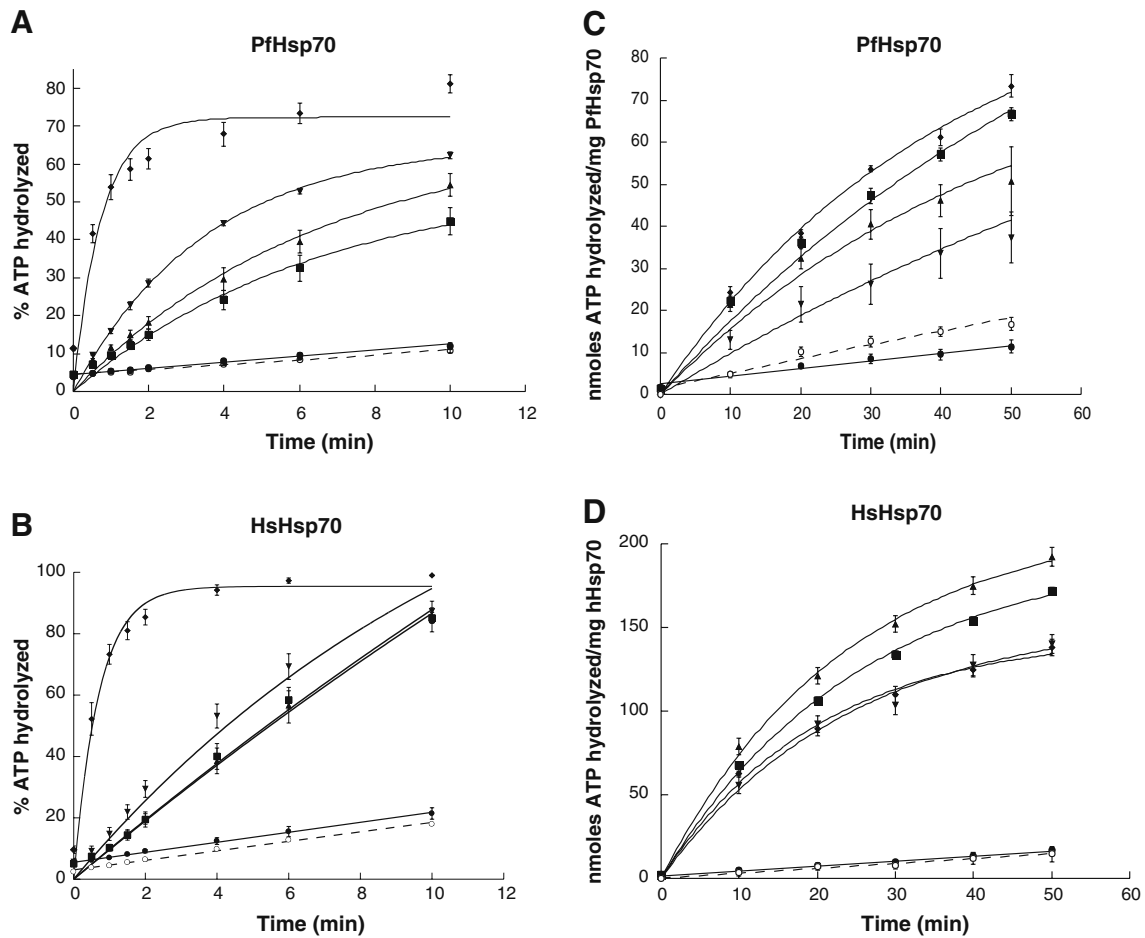 A
PfHsp70
% ATP hydrolyzed
80
70
60
50
40
30
20
10
0
0 2 4 6 8 10 12
Time (min)
C
PfHsp70
nmoles ATP hydrolyzed/mg PfHsp70
80
70
60
50
40
30
20
10
0
0 10 20 30 40 50 60
Time (min)
B
HsHsp70
% ATP hydrolyzed
100
80
60
40
20
0
0 2 4 6 8 10 12
Time (min)
D
HsHsp70
nmoles ATP hydrolyzed/mg hHsp70
200
150
100
50
0
0 10 20 30 40 50 60
Time (min)